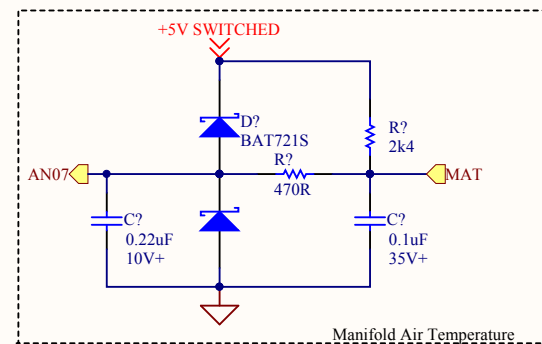 +5V SWITCHED
D?
BAT721S
R?
2k4
R?
470R
AN07
MAT
C?
0.22uF
10V+
C?
0.1uF
35V+
Manifold Air Temperature